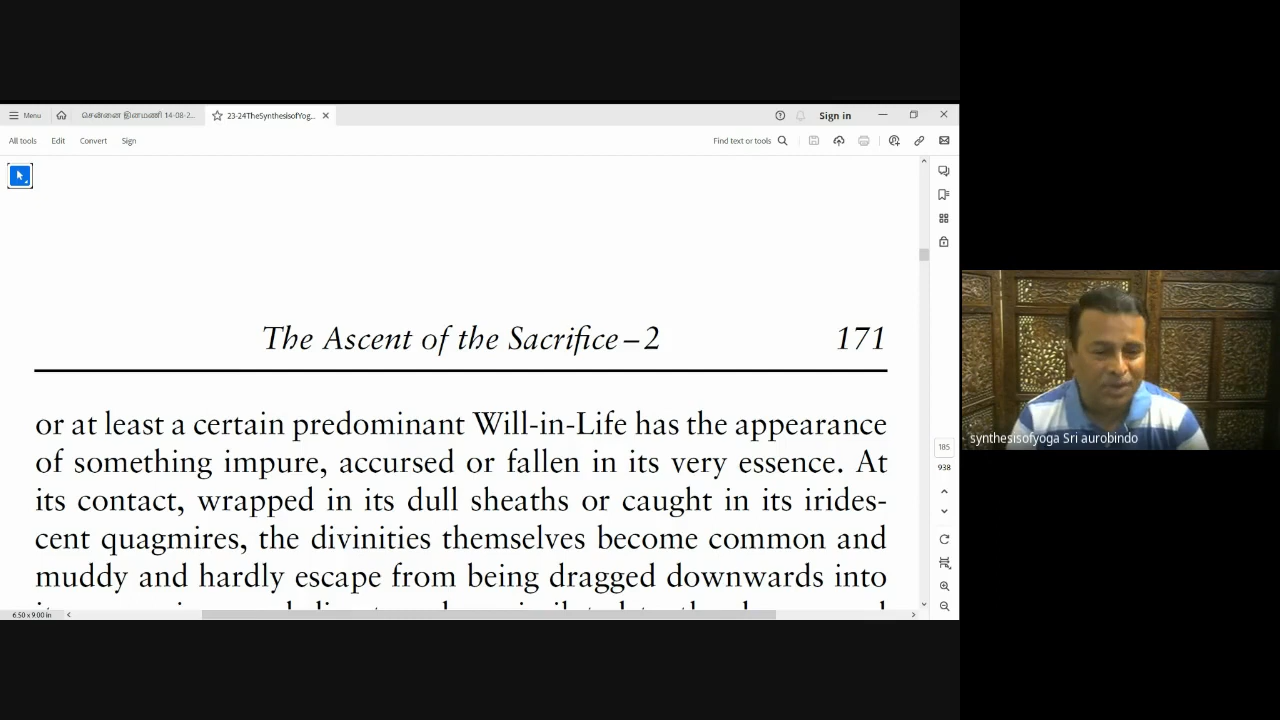 Menu
சென்னை தினமணி 14-08-2...
23-24TheSynthesisofYog...
Sign in
All tools
Edit
Convert
Sign
Find text or tools
The Ascent of the Sacrifice – 2
171
or at least a certain predominant Will-in-Life has the appearance
of something impure, accursed or fallen in its very essence. At
its contact, wrapped in its dull sheaths or caught in its irides-
cent quagmires, the divinities themselves become common and
muddy and hardly escape from being dragged downwards into
185
938
6.50 x 9.00 in
synthesisofyoga Sri aurobindo